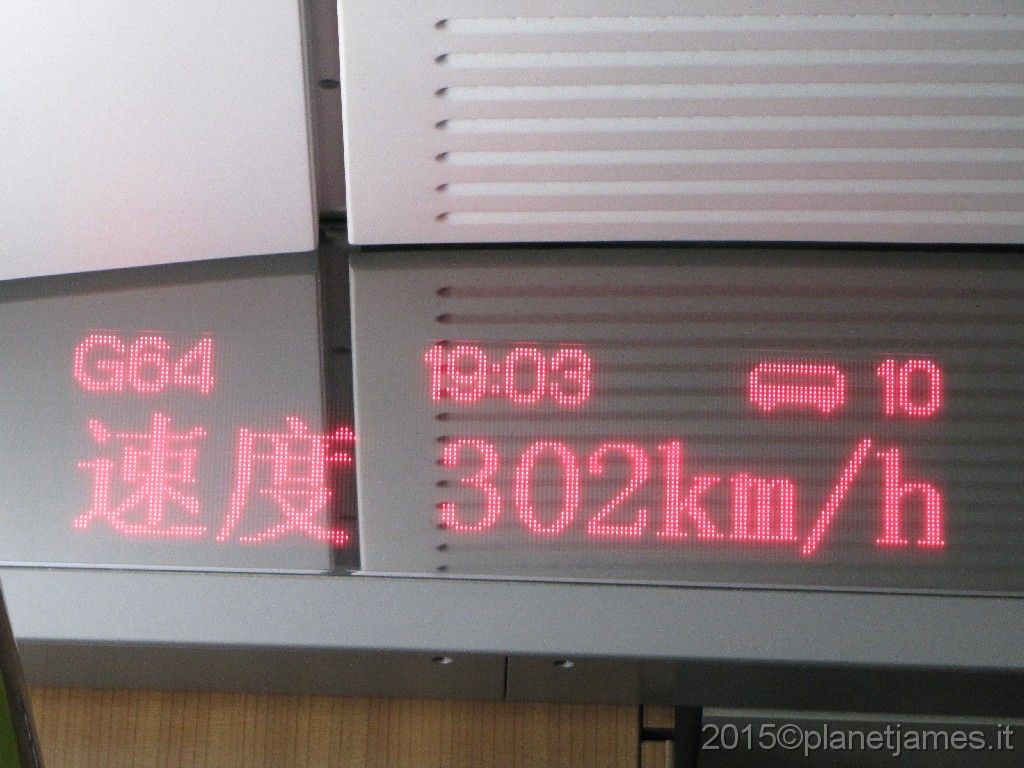 G64 19:03 10
速度 302km/h
2015©planetjames.it